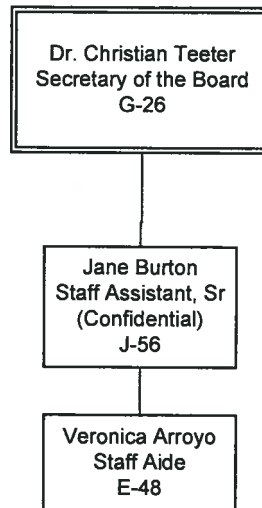 Dr. Christian Teeter
Secretary of the Board
G-26
Jane Burton
Staff Assistant, Sr
(Confidential)
J-56
Veronica Arroyo
Staff Aide
E-48